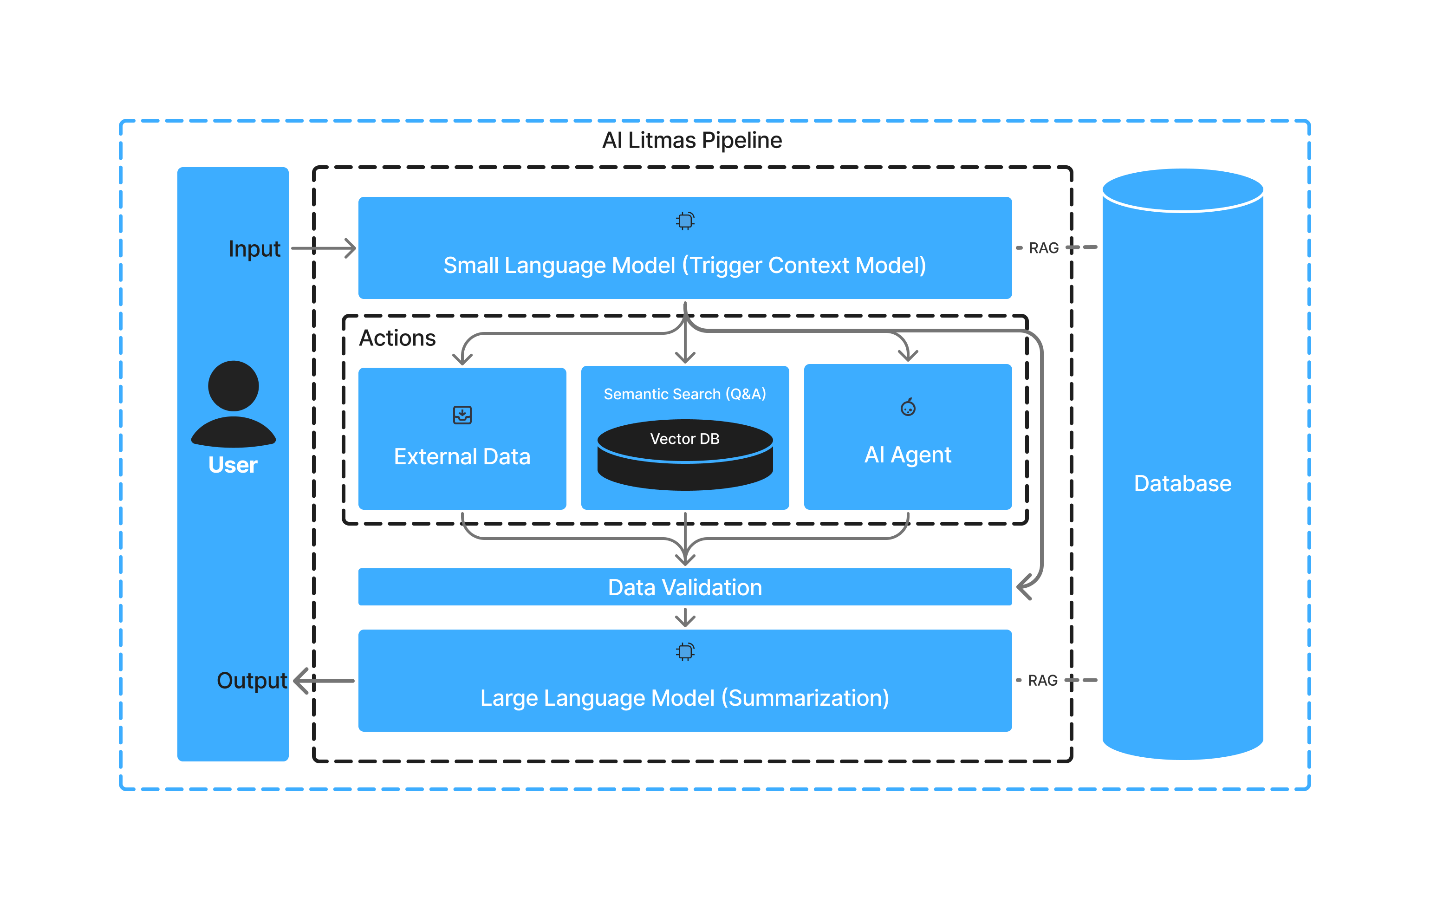 AI Litmas Pipeline
Input
Small Language Model (Trigger Context Model)
RAG
Actions
External Data
Semantic Search (Q&A)
Vector DB
AI Agent
User
Database
Data Validation
Output
Large Language Model (Summarization)
RAG